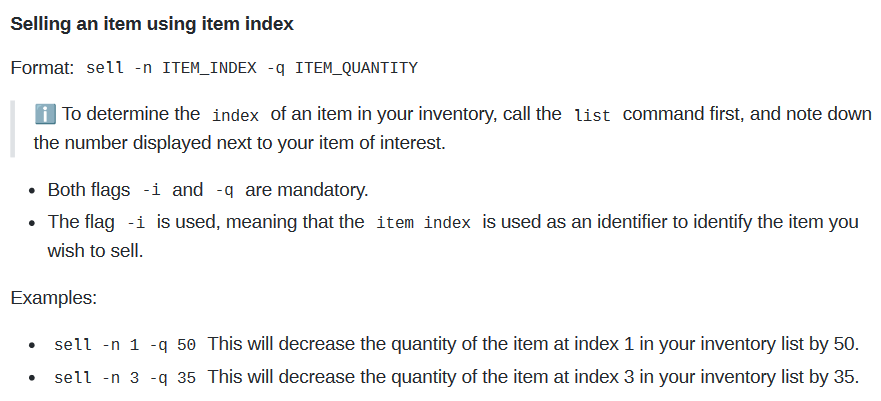 Selling an item using item index
Format: sell -n ITEM_INDEX -q ITEM_QUANTITY
ℹ️ To determine the index of an item in your inventory, call the list command first, and note down
the number displayed next to your item of interest.
• Both flags -i and -q are mandatory.
• The flag -i is used, meaning that the item index is used as an identifier to identify the item you
wish to sell.
Examples:
• sell -n 1 -q 50 This will decrease the quantity of the item at index 1 in your inventory list by 50.
• sell -n 3 -q 35 This will decrease the quantity of the item at index 3 in your inventory list by 35.